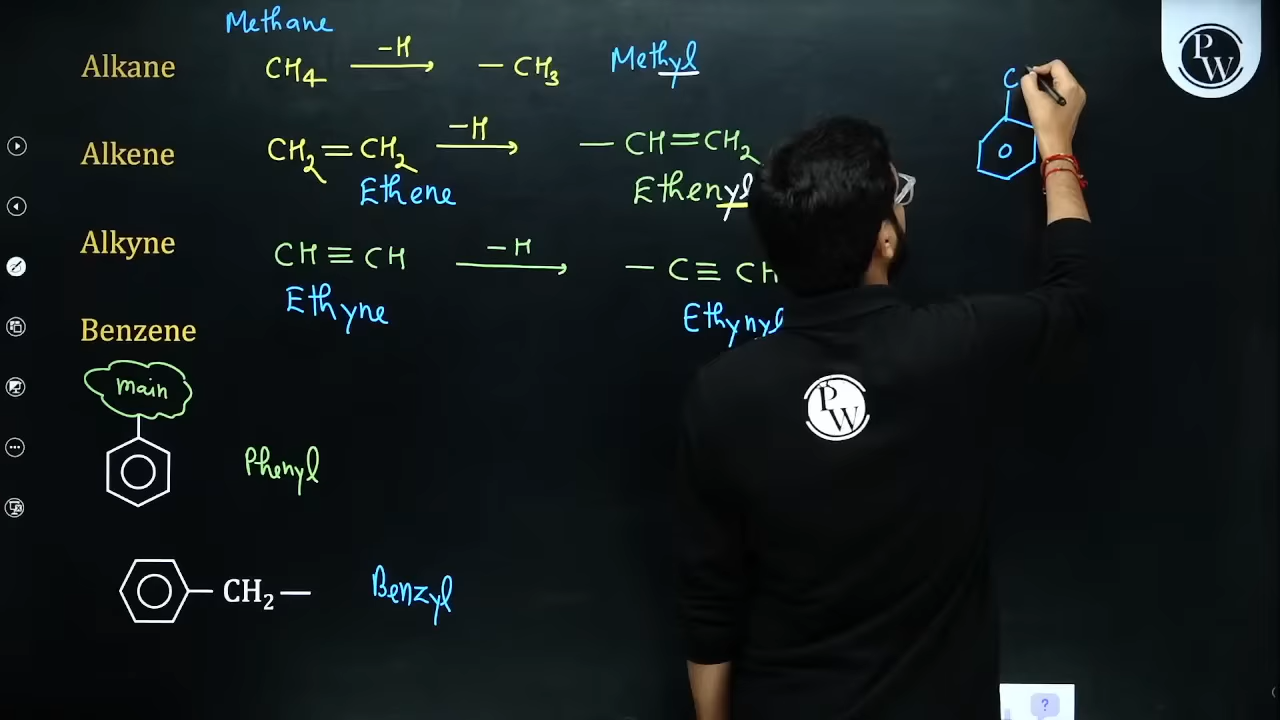 Methane
Alkane CH4 —H→ — CH3 Methyl
Alkene CH2=CH2 —H→ — CH=CH2
Ethene Ethenyl
Alkyne CH≡CH —H→ — C≡CH
Ethyne Ethynyl
Benzene
main
Phenyl
CH2— Benzyl
C
PW
PW
?